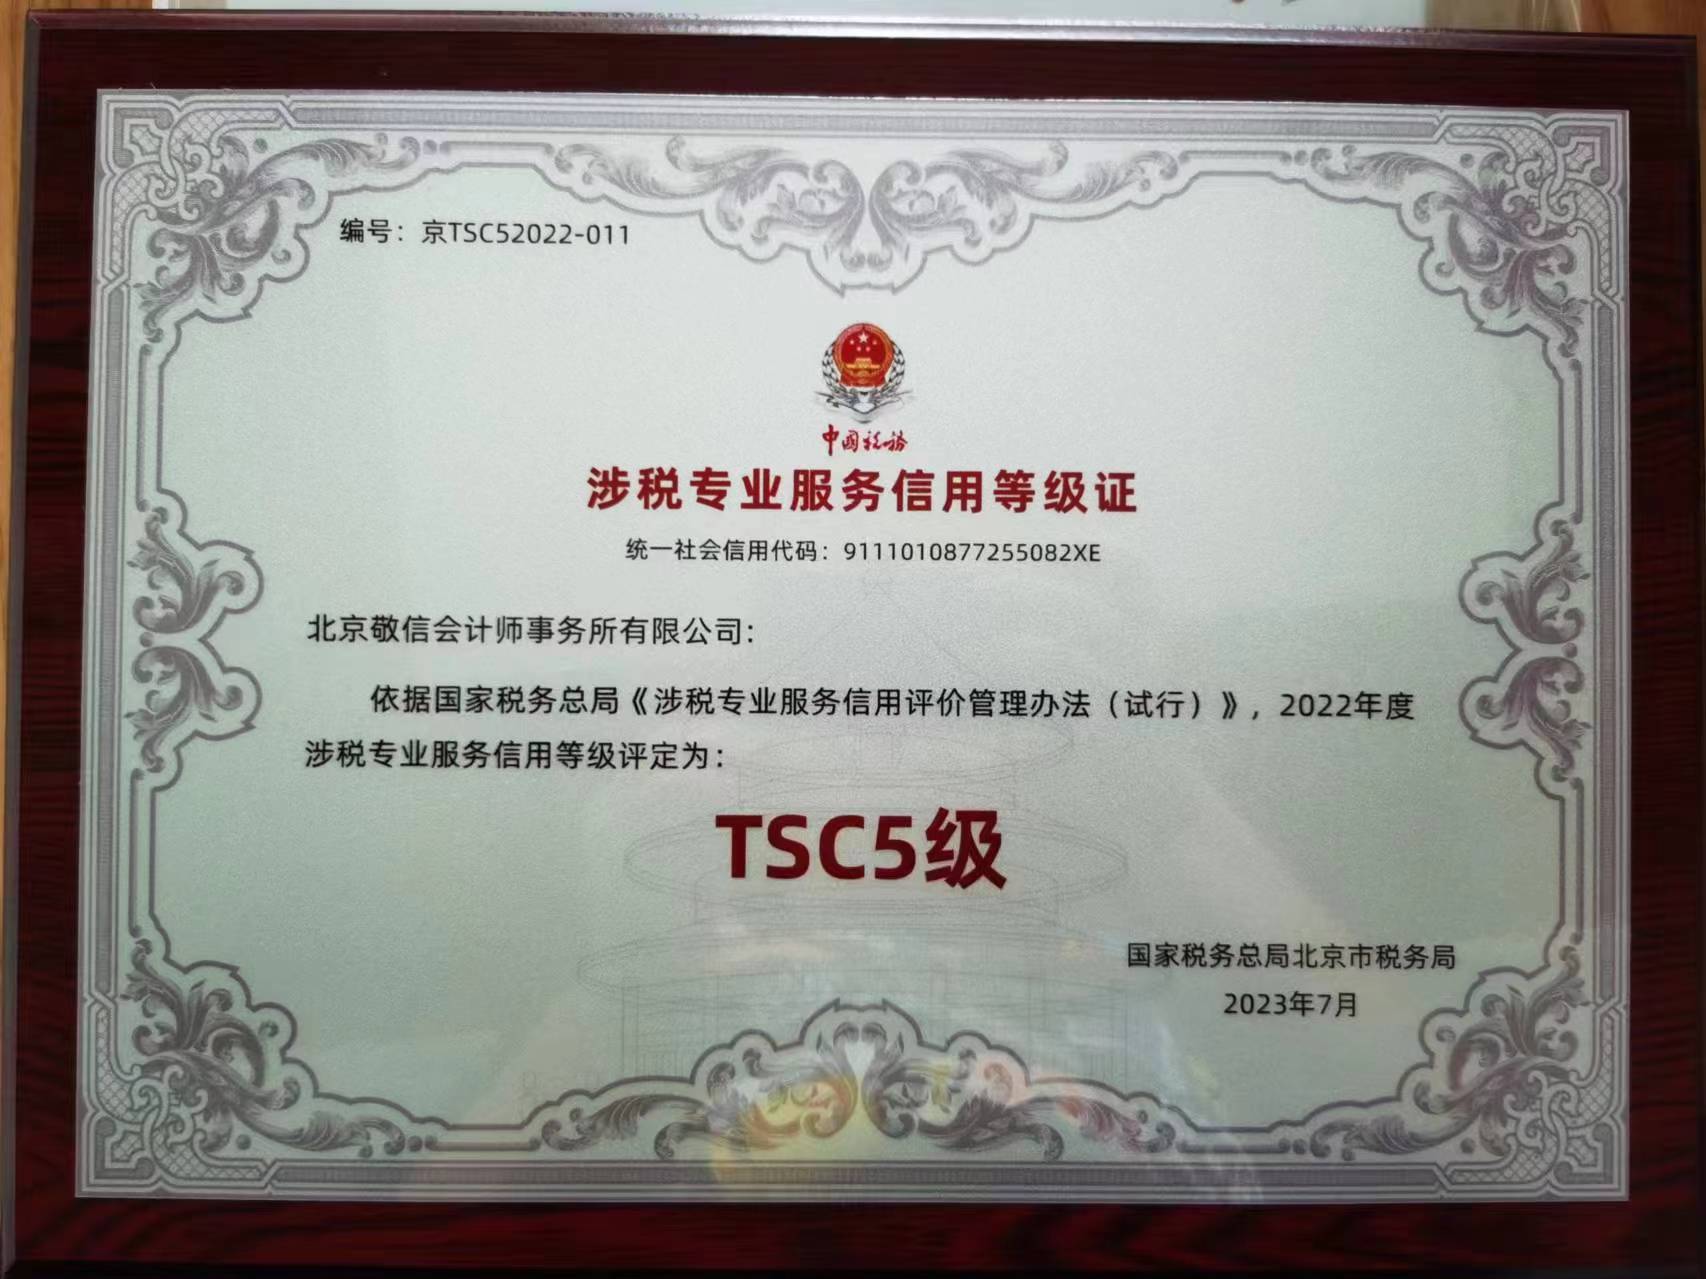 编号：京TSC52022-011
中国税务
涉税专业服务信用等级证
统一社会信用代码：9111010877255082XE
北京敬信会计师事务所有限公司：
依据国家税务总局《涉税专业服务信用评价管理办法（试行）》，2022年度
涉税专业服务信用等级评定为：
TSC5级
国家税务总局北京市税务局
2023年7月